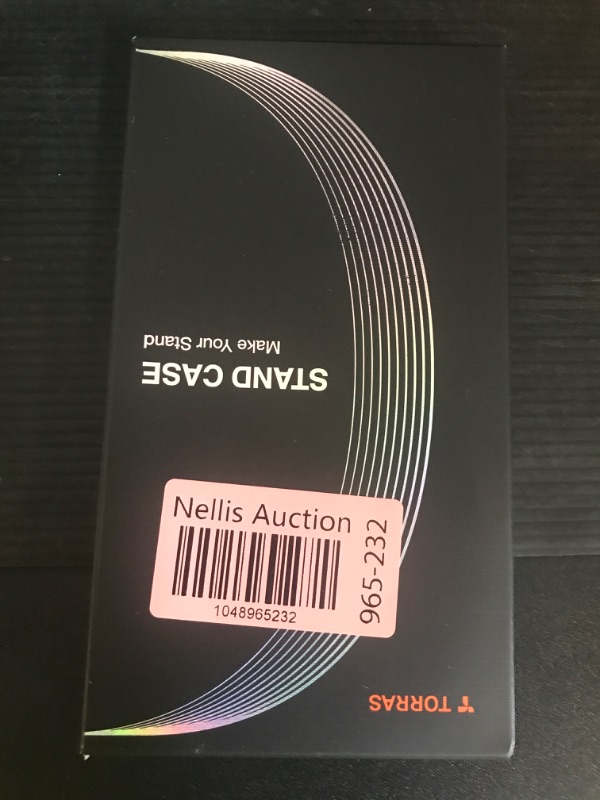 TORRAS
STAND CASE
Make Your Stand
Nellis Auction
1048965232
965-232